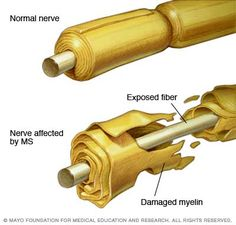 Normal nerve
Exposed fiber
Nerve affected
by MS
Damaged myelin
© MAYO FOUNDATION FOR MEDICAL EDUCATION AND RESEARCH. ALL RIGHTS RESERVED.